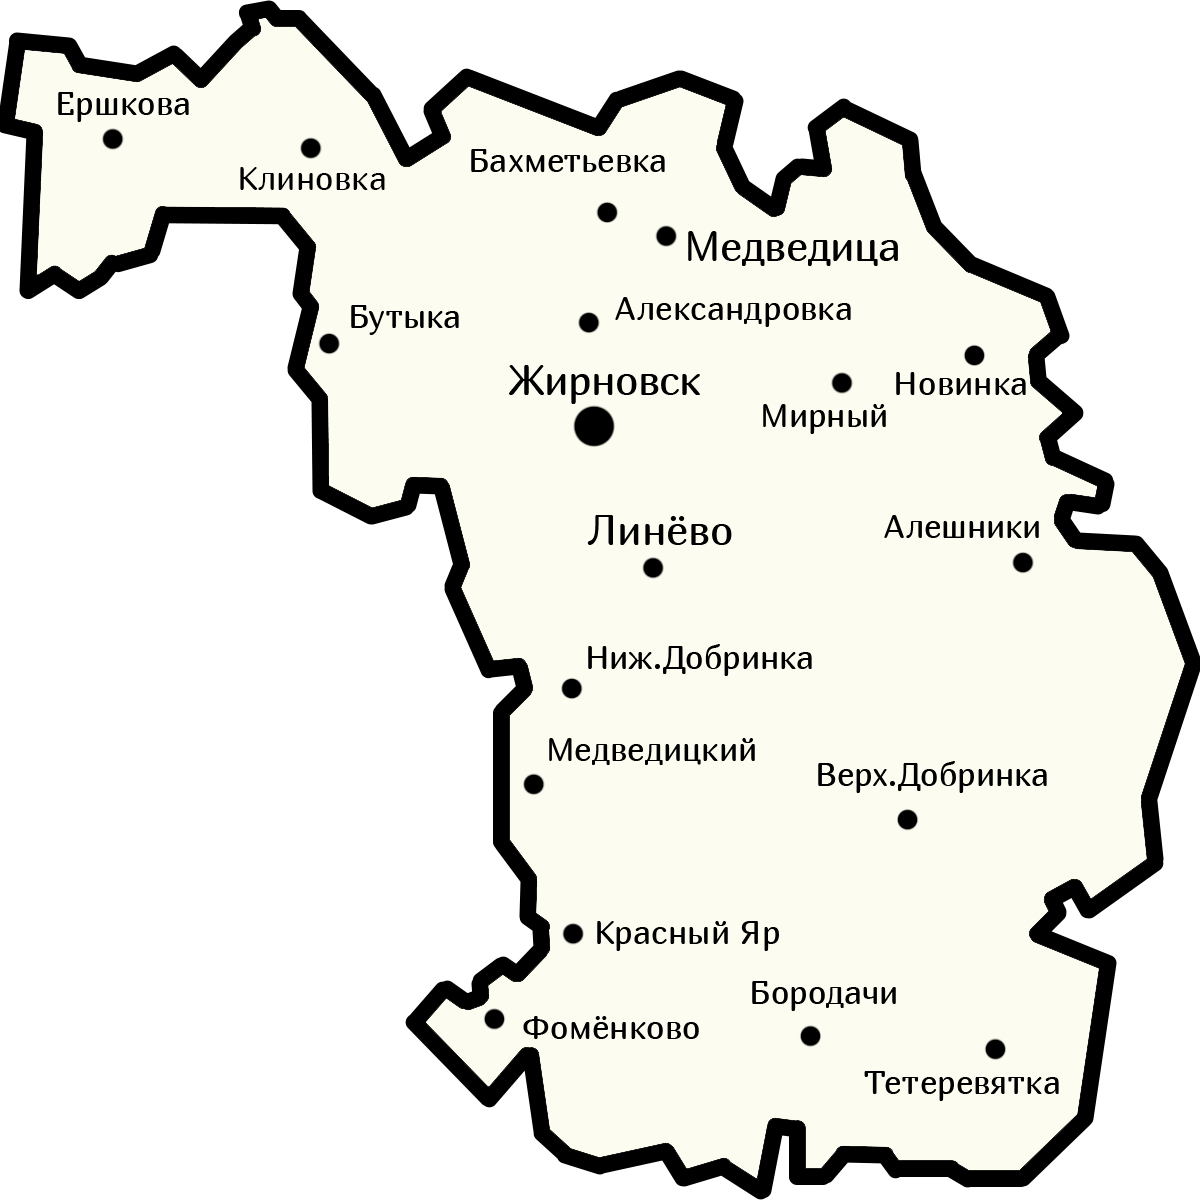 Ершкова
Клиновка
Бахметьевка
Медведица
Бутыка
Александровка
Жирновск
Новинка
Мирный
Линёво
Алешники
Ниж.Добринка
Медведицкий
Верх.Добринка
Красный Яр
Бородачи
Фомёнково
Тетеревятка